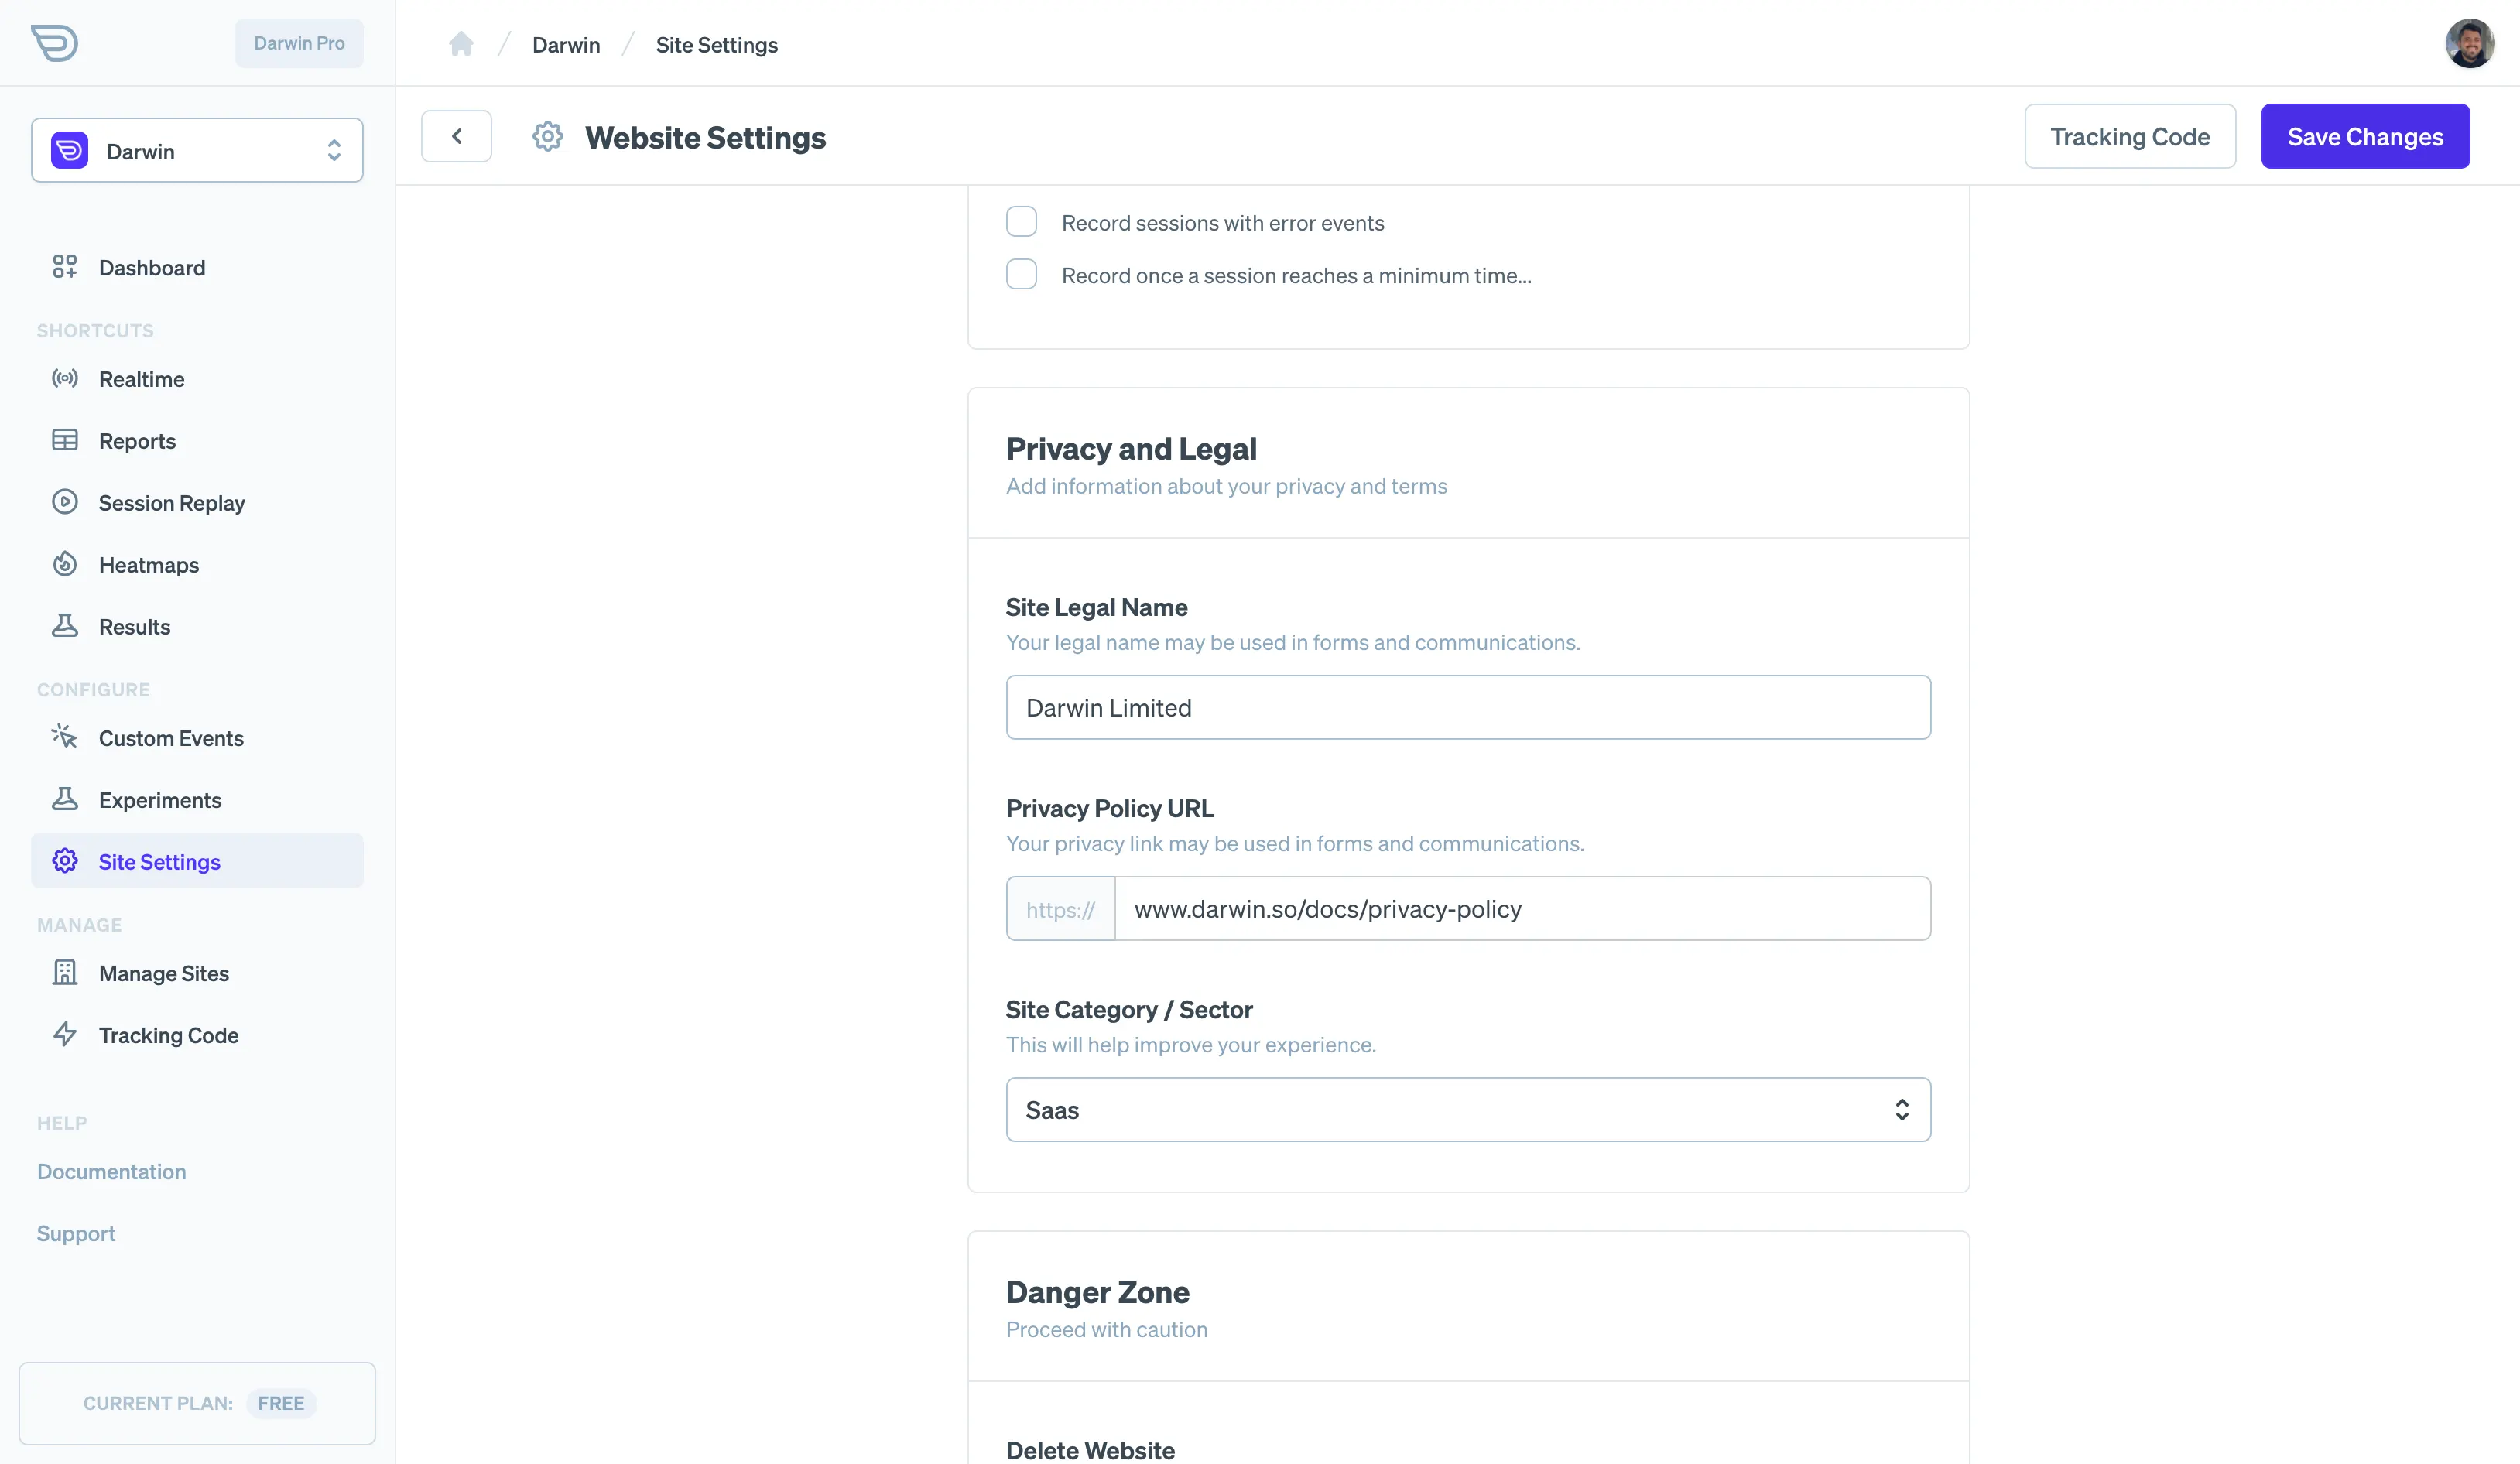 Darwin Pro
Darwin
Site Settings
Darwin
Website Settings
Tracking Code
Save Changes
Dashboard
SHORTCUTS
Realtime
Reports
Session Replay
Heatmaps
Results
CONFIGURE
Custom Events
Experiments
Site Settings
MANAGE
Manage Sites
Tracking Code
HELP
Documentation
Support
CURRENT PLAN: FREE
Record sessions with error events
Record once a session reaches a minimum time...
Privacy and Legal
Add information about your privacy and terms
Site Legal Name
Your legal name may be used in forms and communications.
Darwin Limited
Privacy Policy URL
Your privacy link may be used in forms and communications.
https:// www.darwin.so/docs/privacy-policy
Site Category / Sector
This will help improve your experience.
Saas
Danger Zone
Proceed with caution
Delete Website